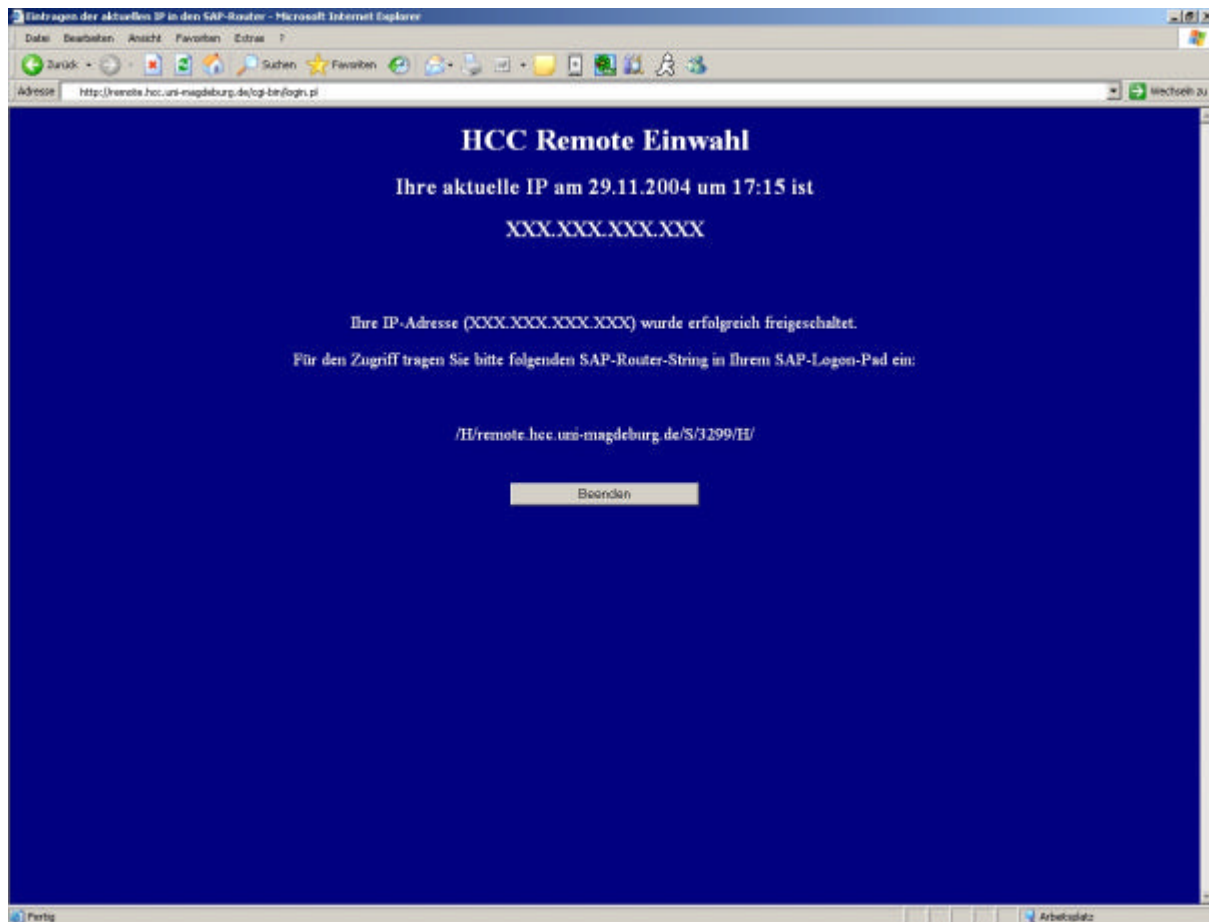 Eintragen der aktuellen IP in den SAP-Router - Microsoft Internet Explorer
Datei Bearbeiten Ansicht Favoriten Extras ?
Zurück Suchen Favoriten
Adresse http://remote.hcc.uni-magdeburg.de/cgi-bin/login.pl Wechseln zu
HCC Remote Einwahl
Ihre aktuelle IP am 29.11.2004 um 17:15 ist
XXX.XXX.XXX.XXX
Ihre IP-Adresse (XXX.XXX.XXX.XXX) wurde erfolgreich freigeschaltet.
Für den Zugriff tragen Sie bitte folgenden SAP-Router-String in Ihrem SAP-Logon-Pad ein:
/H/remote.hcc.uni-magdeburg.de/S/3299/H/
Beenden
Fertig Arbeitsplatz